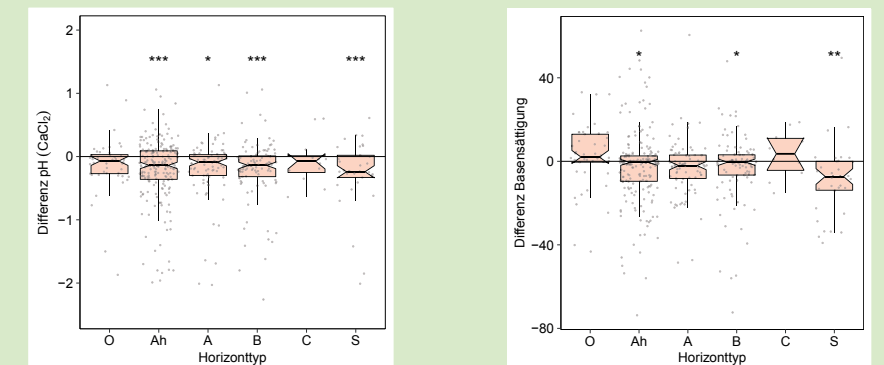 2
1
0
−1
−2
Differenz pH (CaCl₂)
*** * *** ***
O Ah A B C S
Horizonttyp
40
0
−40
−80
Differenz Basensättigung
* * **
O Ah A B C S
Horizonttyp